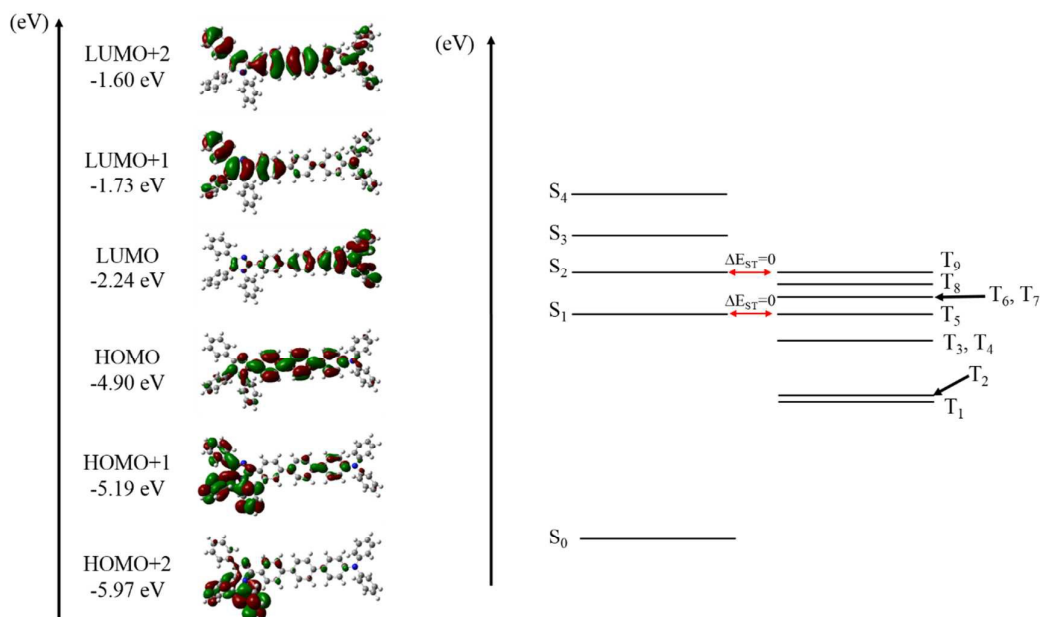 (eV)
LUMO+2
-1.60 eV
LUMO+1
-1.73 eV
LUMO
-2.24 eV
HOMO
-4.90 eV
HOMO+1
-5.19 eV
HOMO+2
-5.97 eV
(eV)
S4
S3
S2
ΔEST=0
T9
T8
T6, T7
S1
ΔEST=0
T5
T3, T4
T2
T1
S0